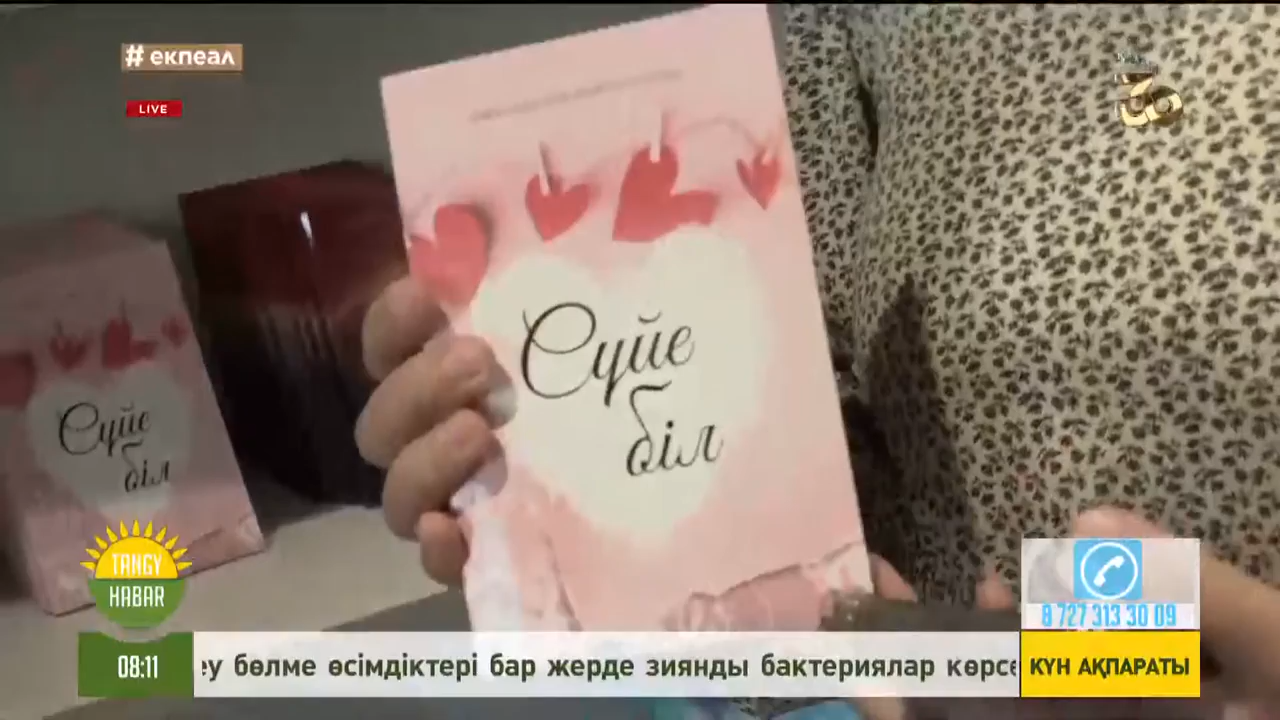 #екпеал
LIVE
30
Сүйе
біл
Сүйе
біл
TANGY
HABAR
8 727 313 30 09
08:11
еу бөлме өсімдіктері бар жерде зиянды бактериялар көрсе
КҮН АҚПАРАТЫ